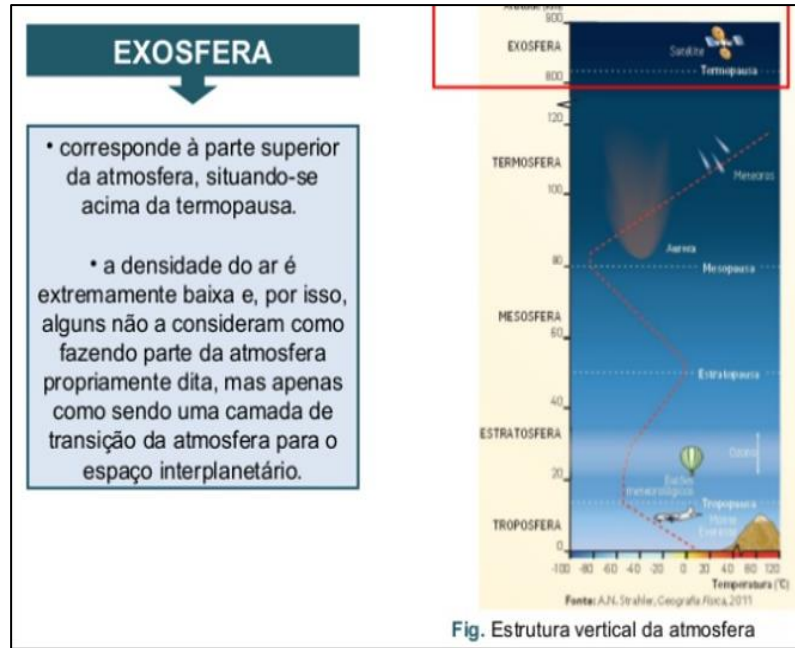 EXOSFERA
• corresponde à parte superior
da atmosfera, situando-se
acima da termopausa.
• a densidade do ar é
extremamente baixa e, por isso,
alguns não a consideram como
fazendo parte da atmosfera
propriamente dita, mas apenas
como sendo uma camada de
transição da atmosfera para o
espaço interplanetário.
900
EXOSFERA
Satélite
Termopausa
800
120
TERMOSFERA
Meteoros
100
Aurora
80
Mesopausa
MESOSFERA
60
Estratopausa
40
ESTRATOSFERA
Ozono
20
Balões
meteorológicos
Tropopausa
TROPOSFERA
Monte
Evereste
0
-100 -80 -60 -40 -20 0 20 40 80 120
Temperatura (°C)
Fonte: A.N. Strahler, Geografia Física, 2011
Fig. Estrutura vertical da atmosfera